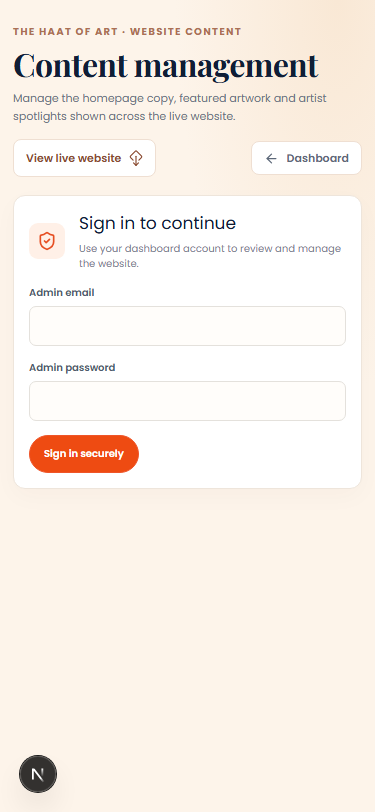 THE HAAT OF ART · WEBSITE CONTENT
Content management
Manage the homepage copy, featured artwork and artist
spotlights shown across the live website.
View live website
Dashboard
Sign in to continue
Use your dashboard account to review and manage
the website.
Admin email
Admin password
Sign in securely
N